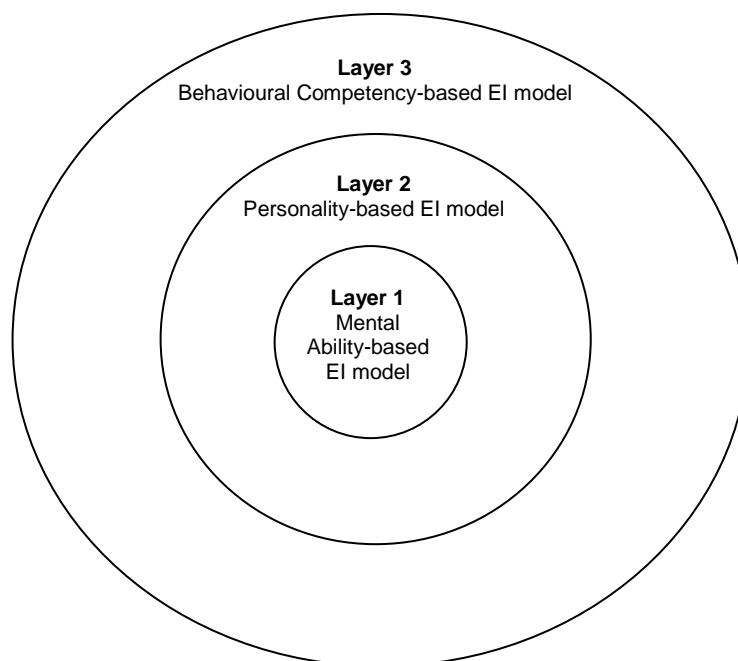 Layer 3
Behavioural Competency-based EI model
Layer 2
Personality-based EI model
Layer 1
Mental
Ability-based
EI model